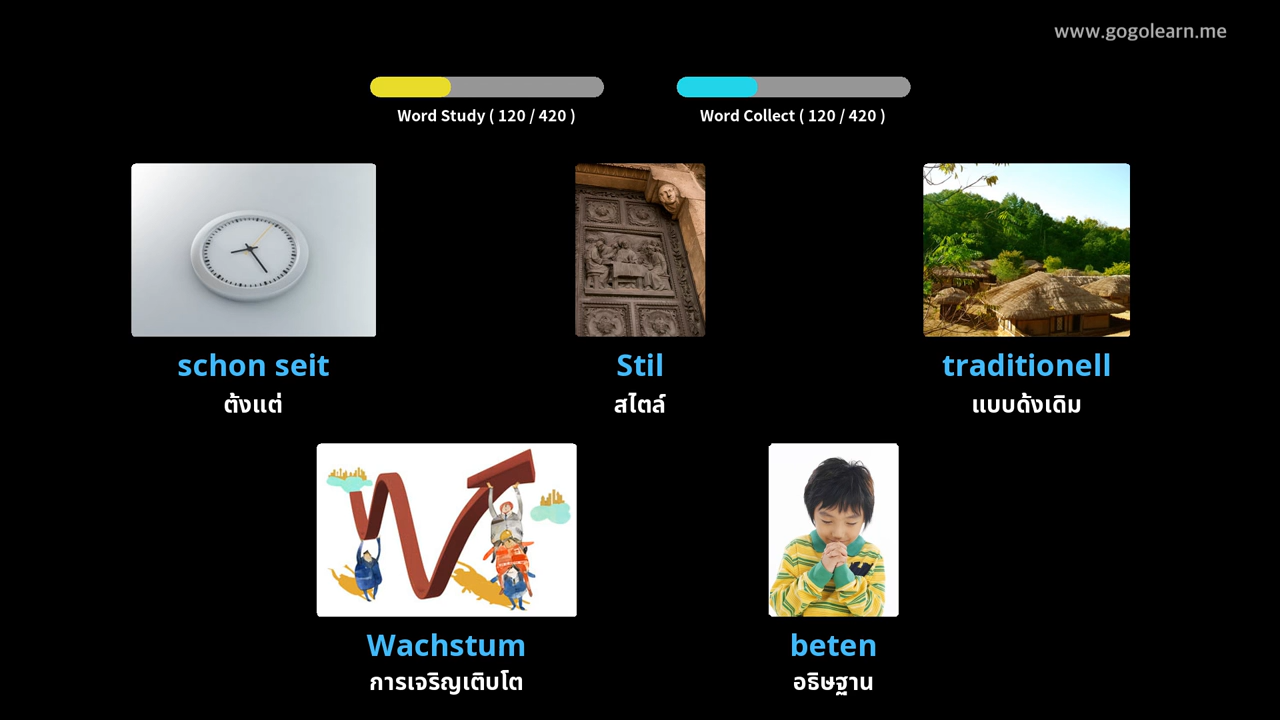 www.gogolearn.me
Word Study ( 120 / 420 )
Word Collect ( 120 / 420 )
schon seit
Stil
traditionell
ตั้งแต่
สไตล์
แบบดั้งเดิม
Wachstum
beten
การเจริญเติบโต
อธิษฐาน